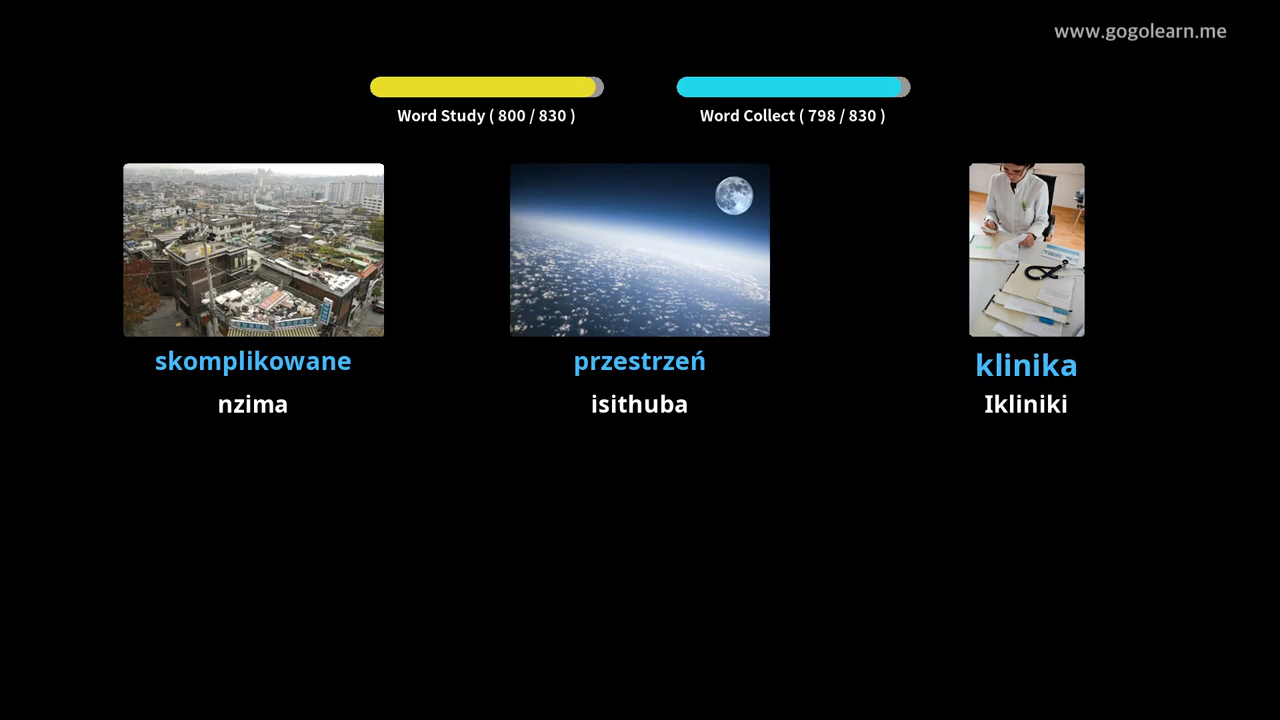 www.gogolearn.me
Word Study ( 800 / 830 )
Word Collect ( 798 / 830 )
skomplikowane
przestrzeń
klinika
nzima
isithuba
Ikliniki